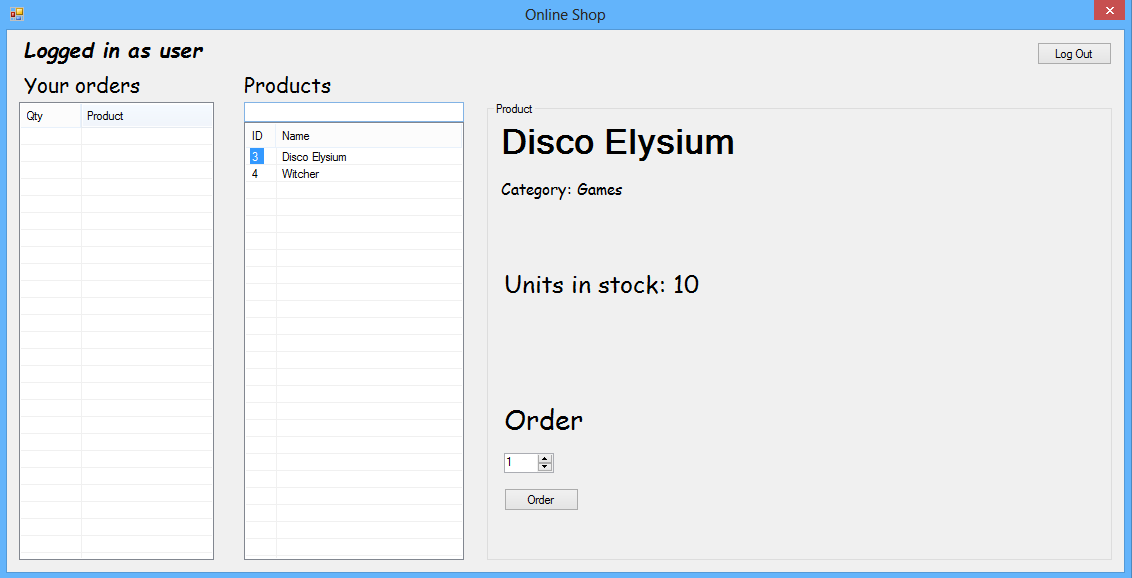 Online Shop
Logged in as user
Log Out
Your orders
Products
Qty Product
ID Name
3 Disco Elysium
4 Witcher
Product
Disco Elysium
Category: Games
Units in stock: 10
Order
1
Order